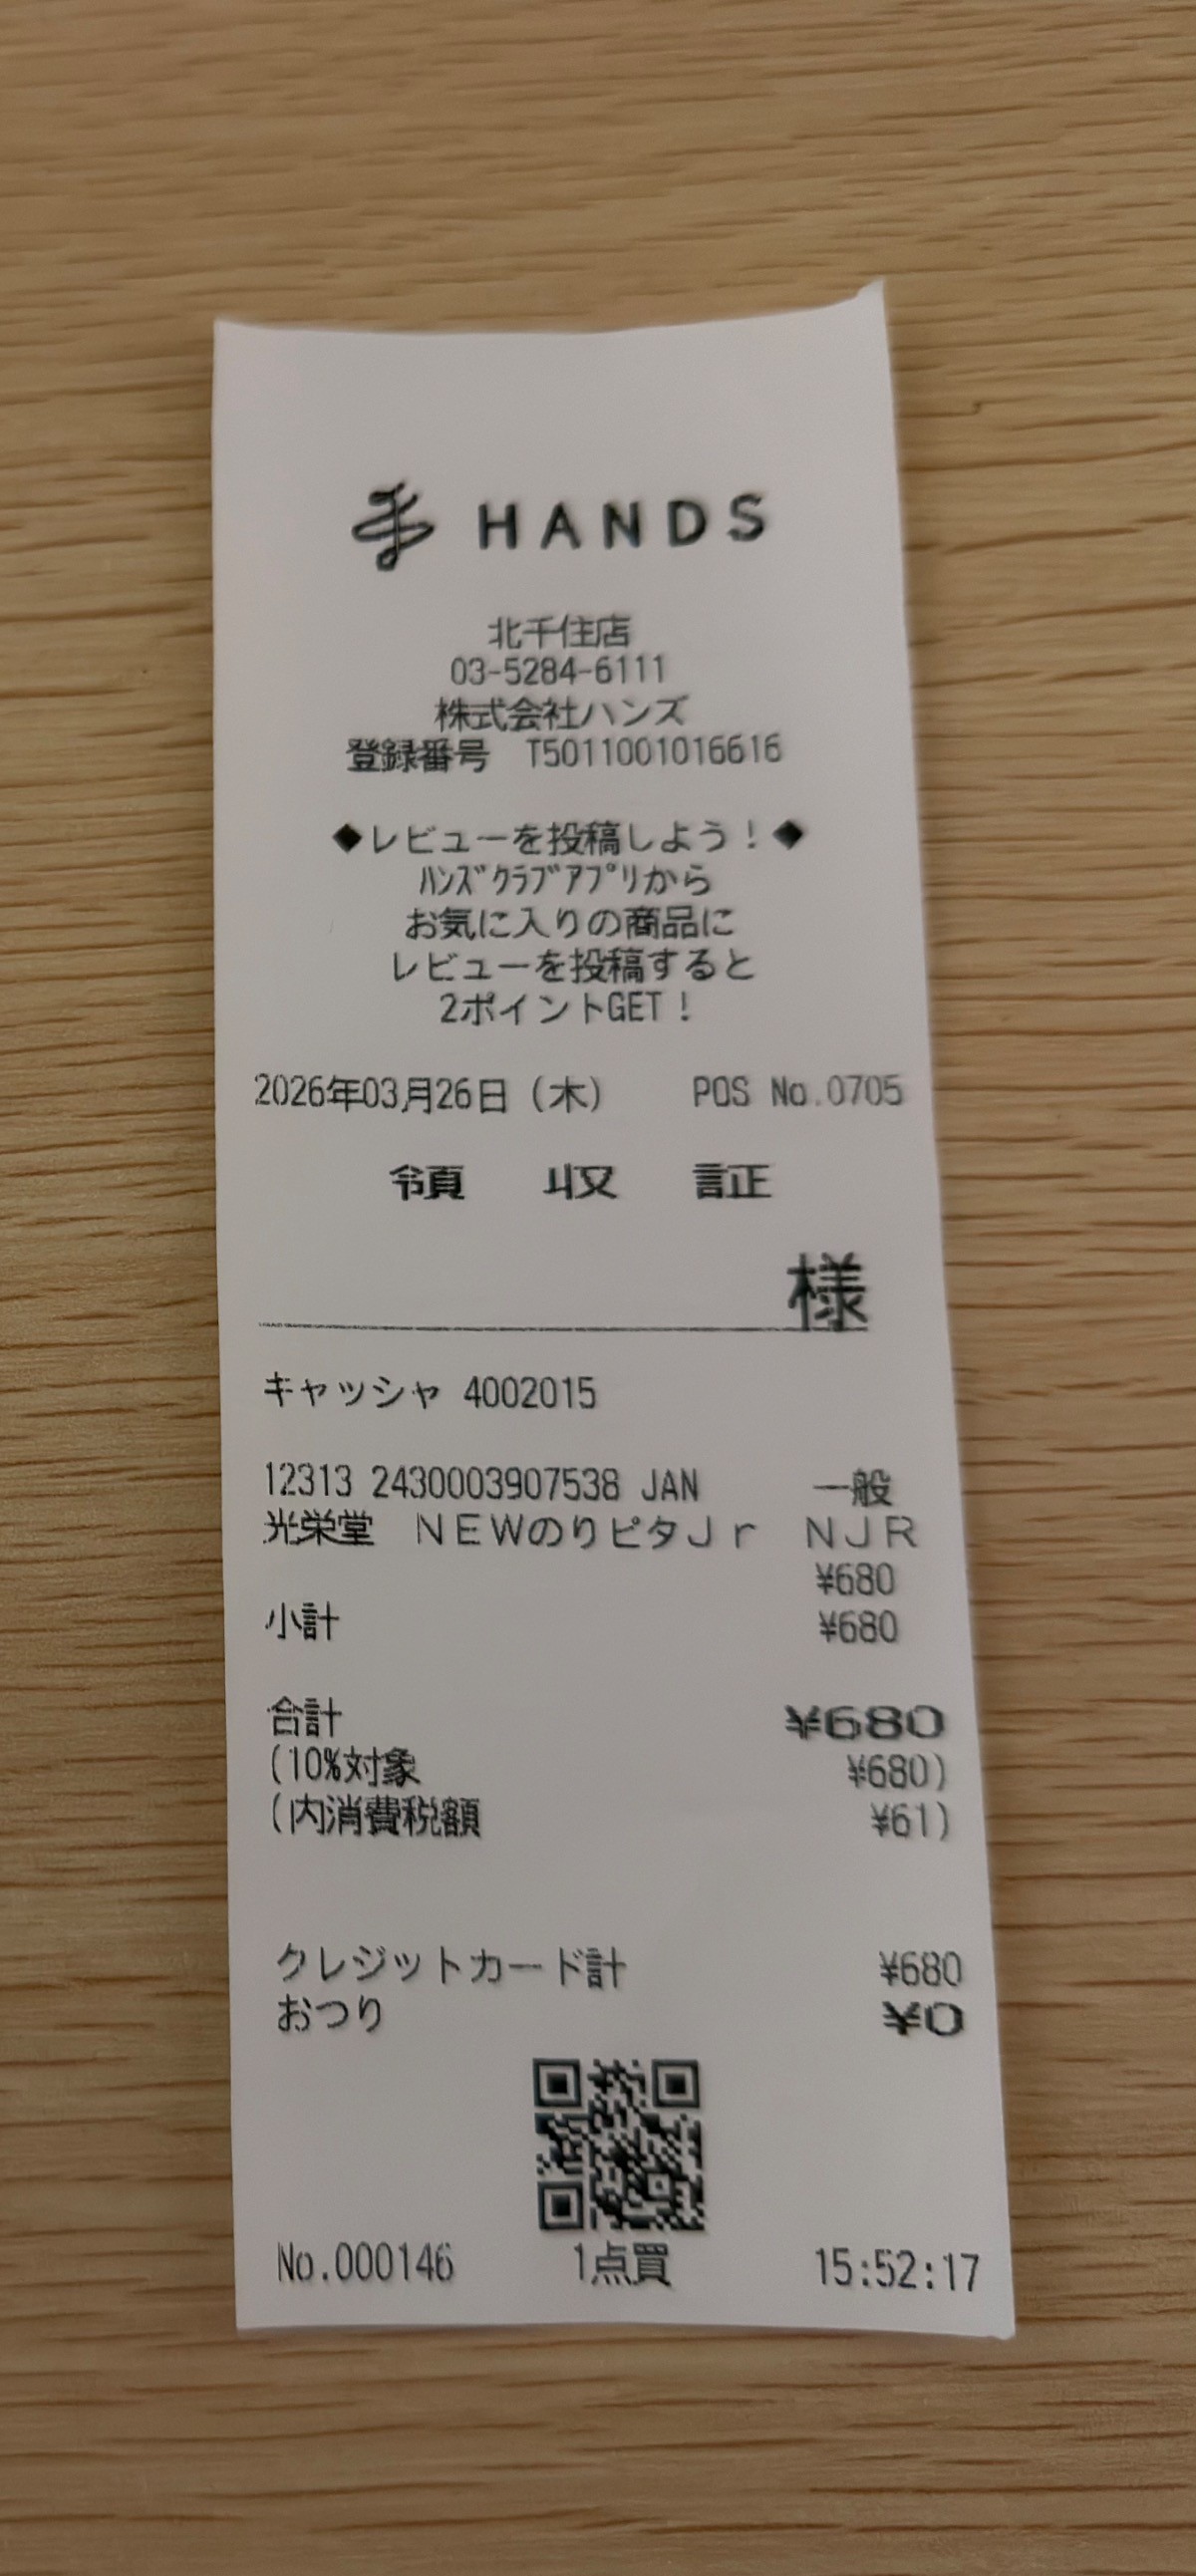 HANDS
北千住店
03-5284-6111
株式会社ハンズ
登録番号 T5011001016616
◆レビューを投稿しよう！◆
ﾊﾝｽﾞｸﾗﾌﾞｱﾌﾟﾘから
お気に入りの商品に
レビューを投稿すると
2ポイントGET！
2026年03月26日（木） POS No.0705
領 収 証
様
キャッシャ 4002015
12313 2430003907538 JAN 一般
光栄堂 ＮＥＷのりピタＪｒ ＮＪＲ
¥680
小計 ¥680
合計 ¥680
(10%対象 ¥680)
(内消費税額 ¥61)
クレジットカード計 ¥680
おつり ¥0
No.000146 1点買 15:52:17